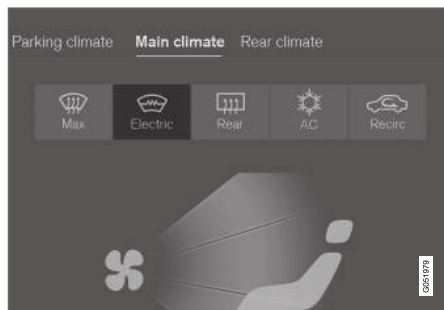 Parking climate Main climate Rear climate
Max Electric Rear AC Recirc
G051979